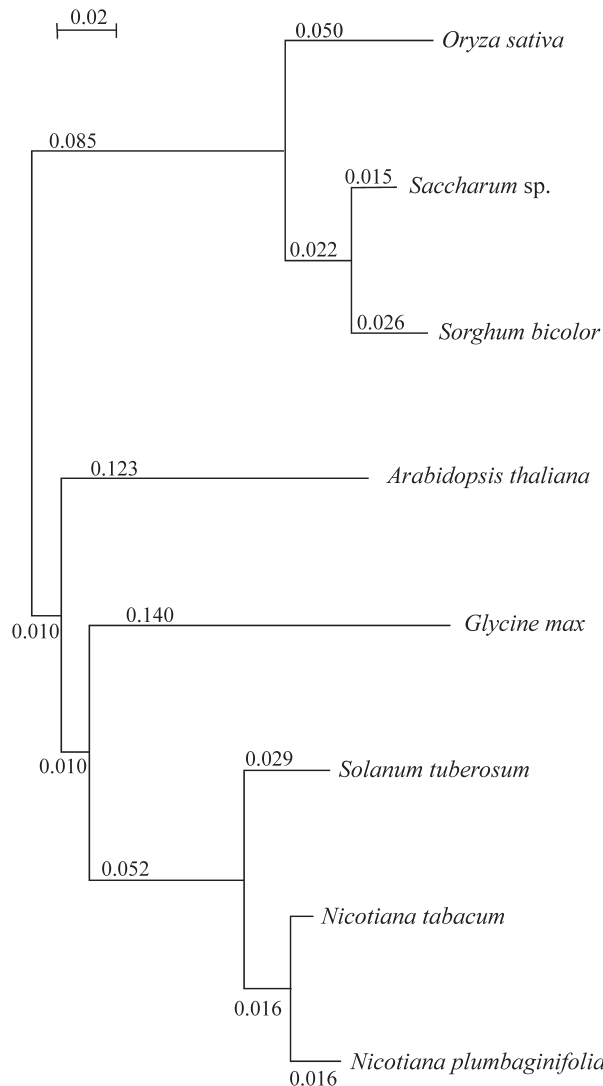 0.02
0.050
Oryza sativa
0.085
0.015
Saccharum sp.
0.022
0.026
Sorghum bicolor
0.123
Arabidopsis thaliana
0.140
Glycine max
0.010
0.010
0.029
Solanum tuberosum
0.052
Nicotiana tabacum
0.016
Nicotiana plumbaginifolia
0.016